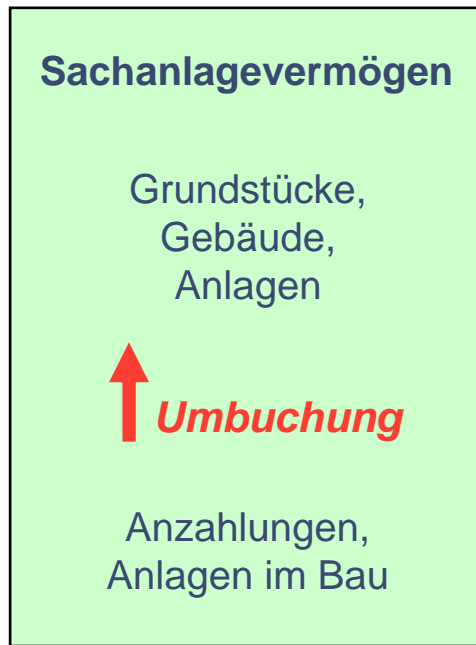 Sachanlagevermögen
Grundstücke,
Gebäude,
Anlagen
Umbuchung
Anzahlungen,
Anlagen im Bau